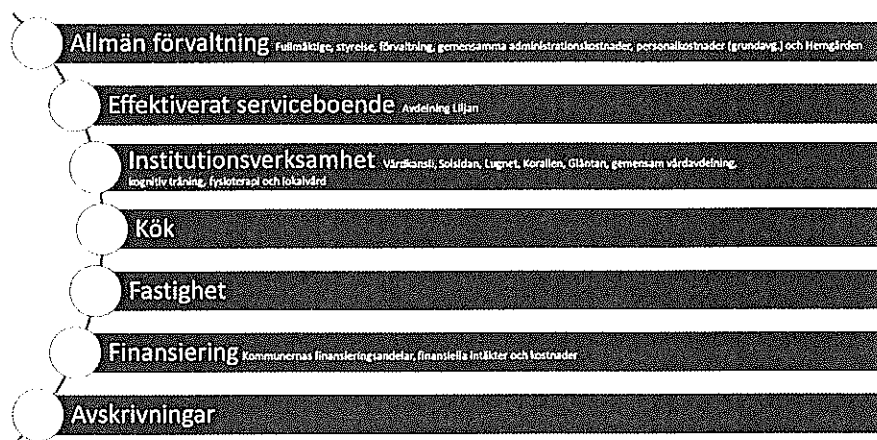 Allmän förvaltning Fullmäktige, styrelse, förvaltning, gemensamma administrationskostnader, personalkostnader (grundavg.) och Hemgården
Effektiverat serviceboende Avdelning Liljan
Institutionsverksamhet Vårdkansli, Solsidan, Lugnet, Korallen, Gläntan, gemensam vårdavdelning,
kognitiv träning, fysioterapi och lokalvård
Kök
Fastighet
Finansiering Kommunernas finansieringsandelar, finansiella intäkter och kostnader
Avskrivningar